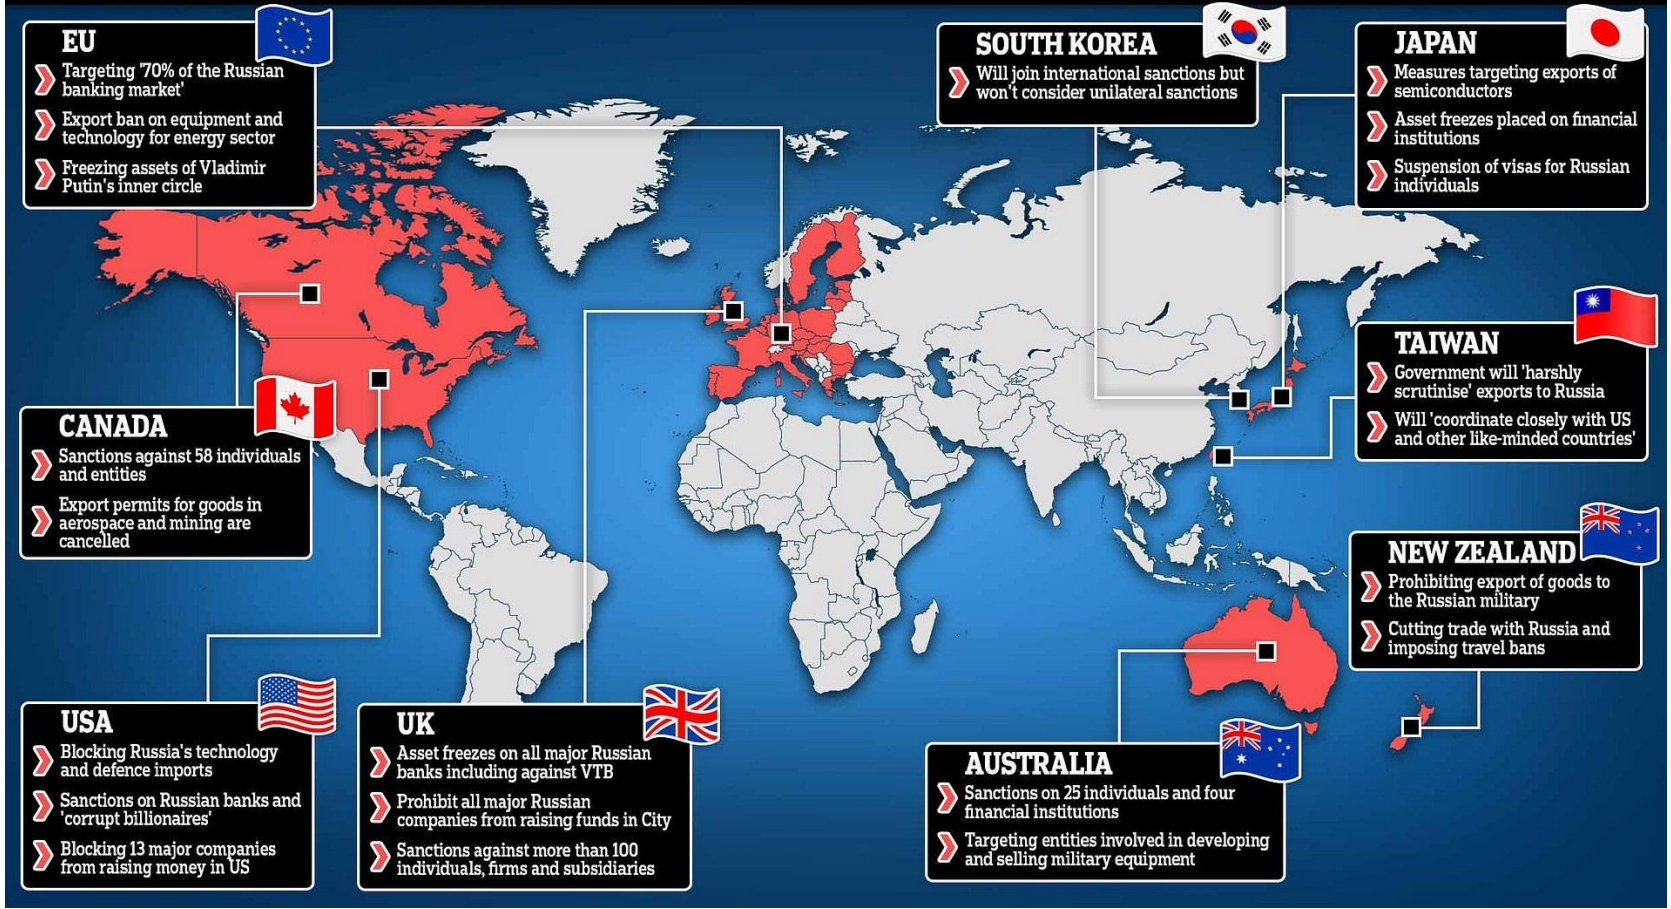 EU
Targeting '70% of the Russian
banking market'
Export ban on equipment and
technology for energy sector
Freezing assets of Vladimir
Putin's inner circle
SOUTH KOREA
Will join international sanctions but
won't consider unilateral sanctions
JAPAN
Measures targeting exports of
semiconductors
Asset freezes placed on financial
institutions
Suspension of visas for Russian
individuals
TAIWAN
Government will 'harshly
scrutinise' exports to Russia
Will 'coordinate closely with US
and other like-minded countries'
CANADA
Sanctions against 58 individuals
and entities
Export permits for goods in
aerospace and mining are
cancelled
NEW ZEALAND
Prohibiting export of goods to
the Russian military
Cutting trade with Russia and
imposing travel bans
USA
Blocking Russia's technology
and defence imports
Sanctions on Russian banks and
'corrupt billionaires'
Blocking 13 major companies
from raising money in US
UK
Asset freezes on all major Russian
banks including against VTB
Prohibit all major Russian
companies from raising funds in City
Sanctions against more than 100
individuals, firms and subsidiaries
AUSTRALIA
Sanctions on 25 individuals and four
financial institutions
Targeting entities involved in developing
and selling military equipment